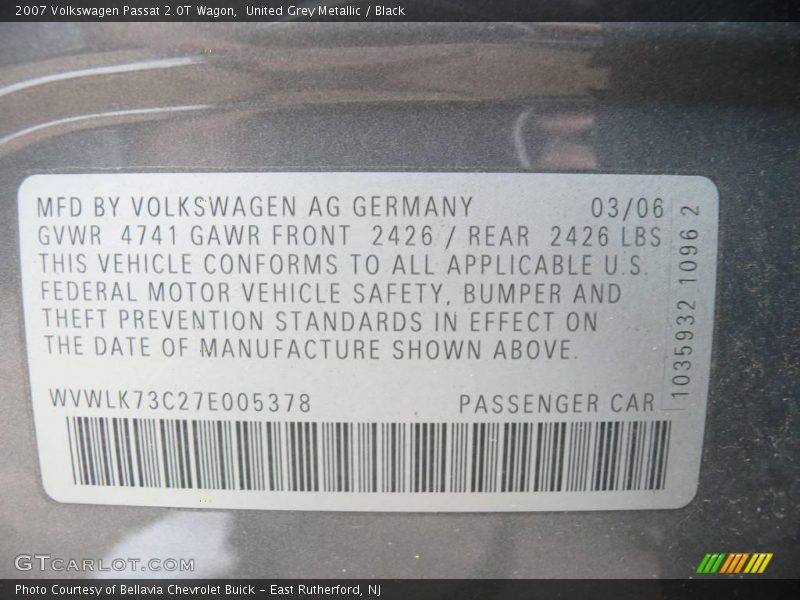 2007 Volkswagen Passat 2.0T Wagon, United Grey Metallic / Black
MFD BY VOLKSWAGEN AG GERMANY 03/06
GVWR 4741 GAWR FRONT 2426 / REAR 2426 LBS
THIS VEHICLE CONFORMS TO ALL APPLICABLE U.S.
FEDERAL MOTOR VEHICLE SAFETY, BUMPER AND
THEFT PREVENTION STANDARDS IN EFFECT ON
THE DATE OF MANUFACTURE SHOWN ABOVE.
WVWLK73C27E005378 PASSENGER CAR
1035932 1096 2
GTCARLOT.COM
Photo Courtesy of Bellavia Chevrolet Buick – East Rutherford, NJ